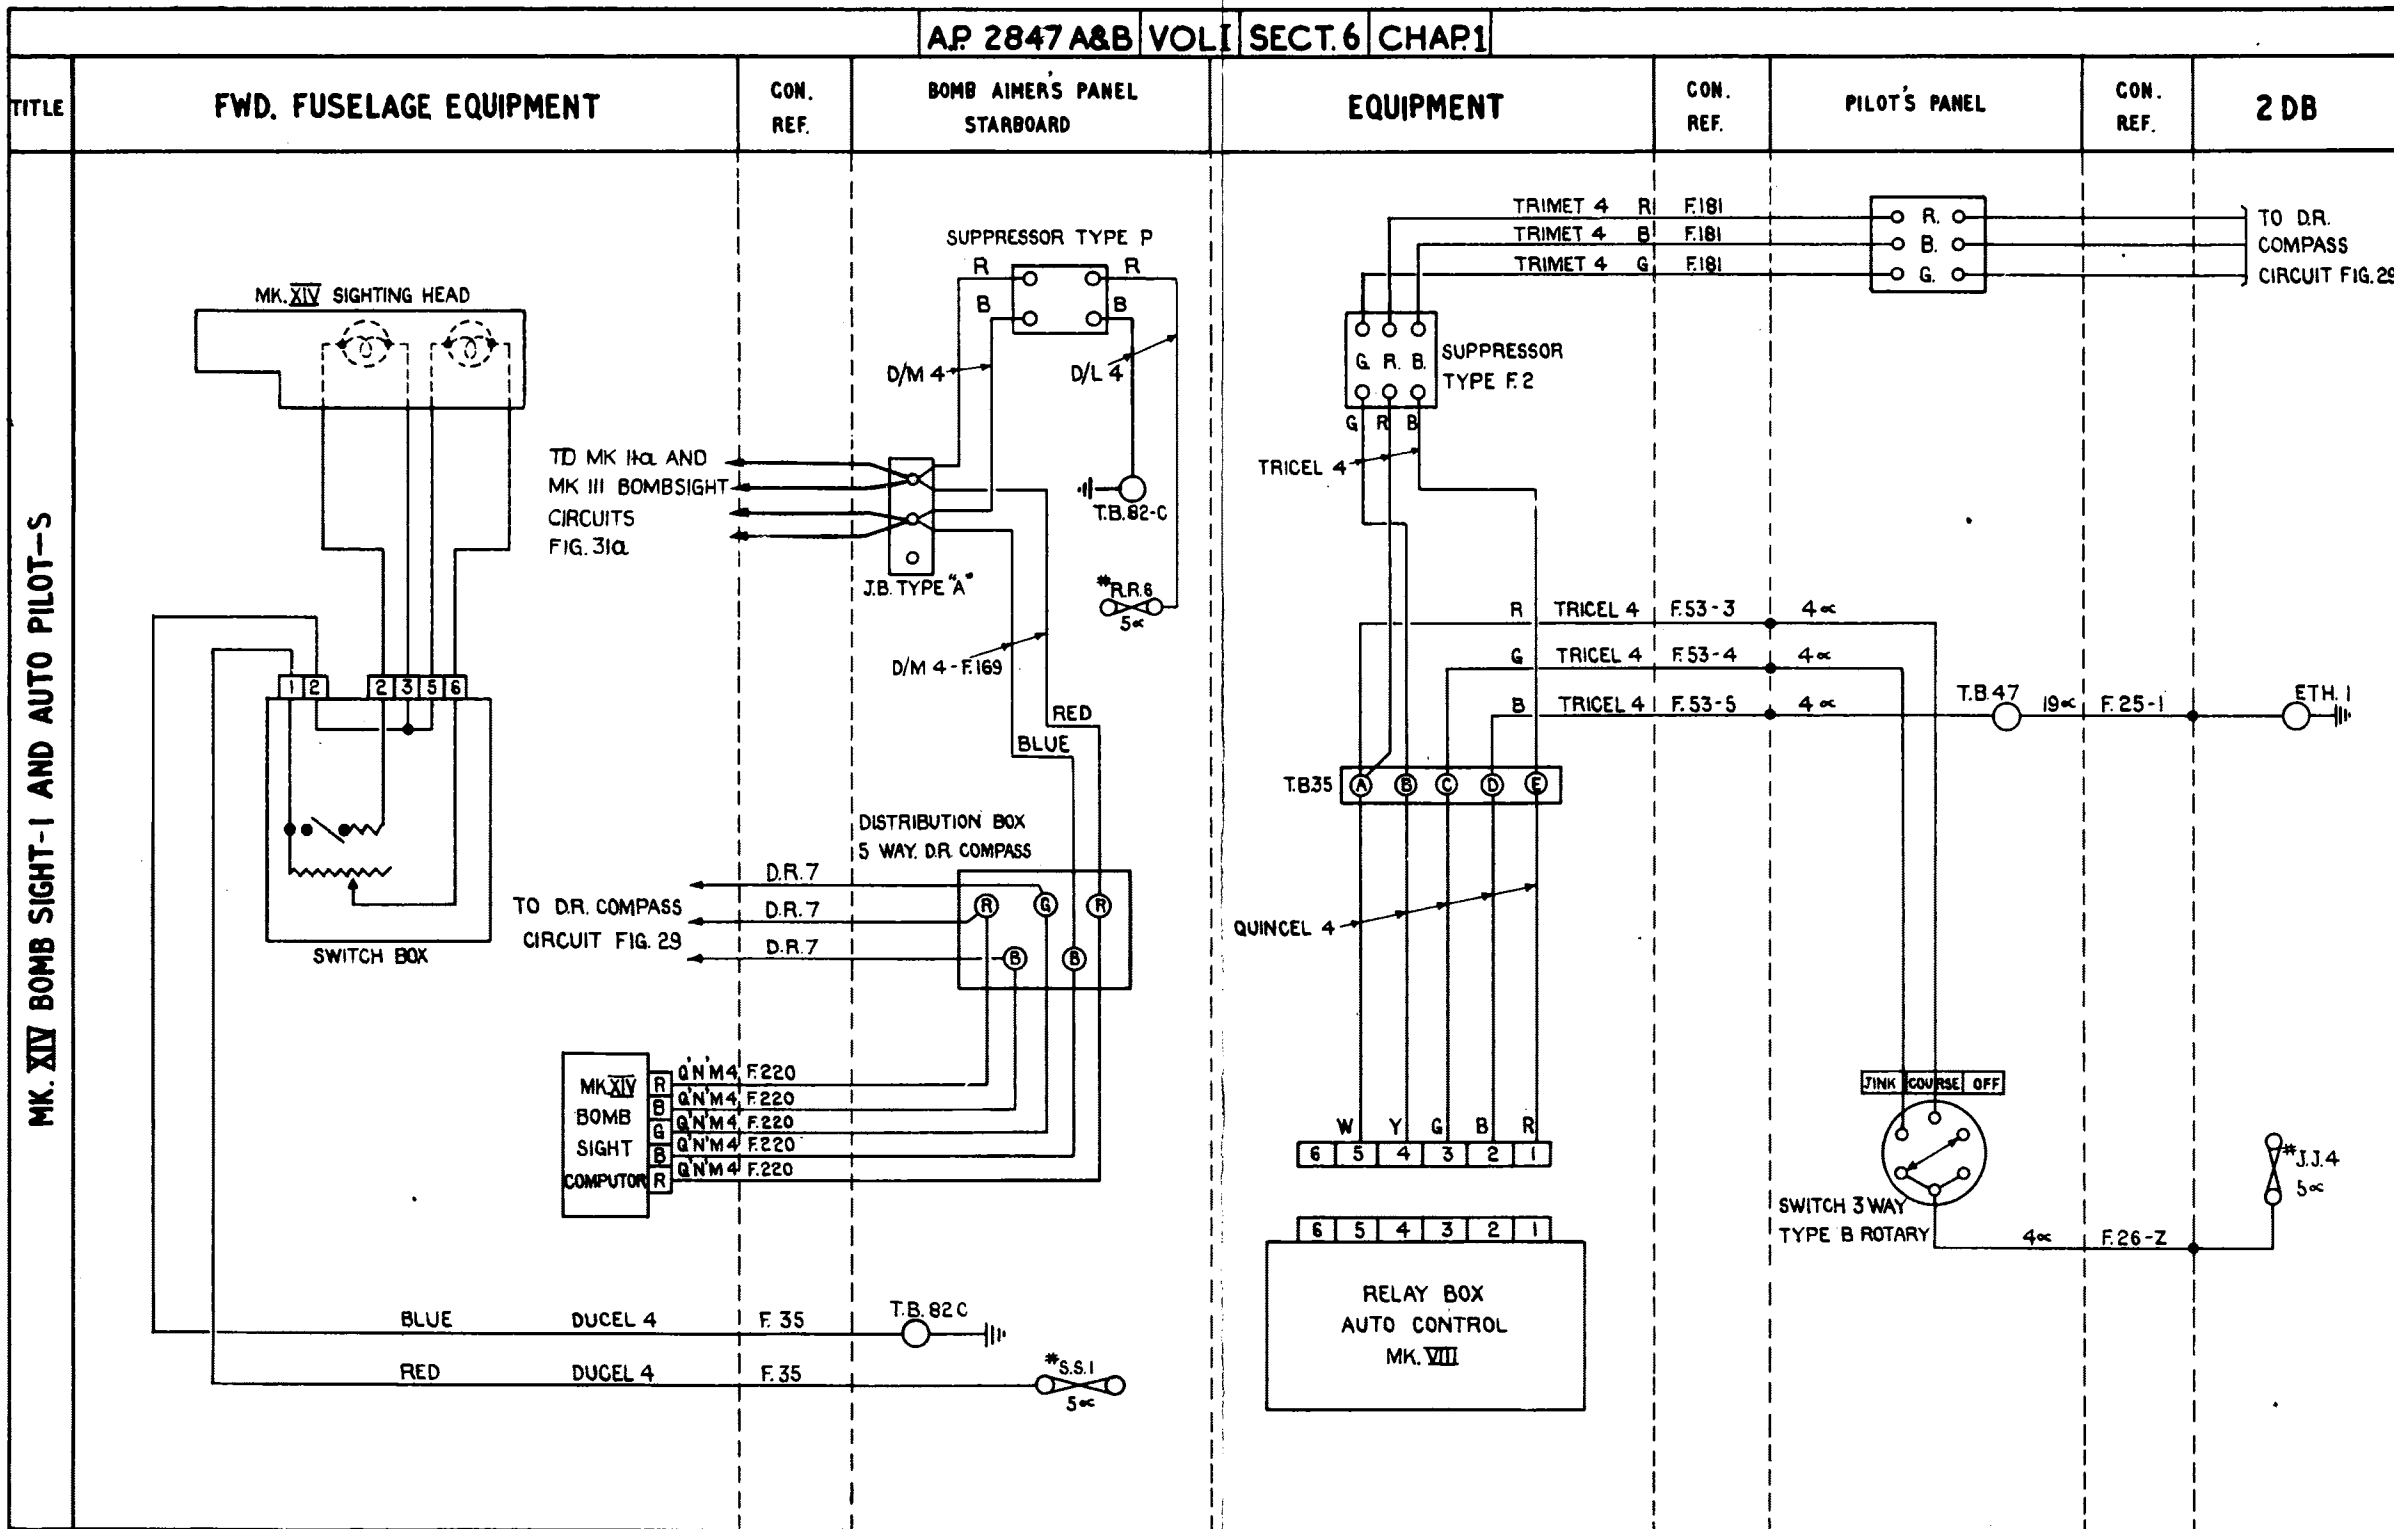 A.P. 2847 A&B VOL I SECT. 6 CHAP. 1
TITLE
FWD. FUSELAGE EQUIPMENT
CON. REF.
BOMB AIMER'S PANEL
STARBOARD
EQUIPMENT
CON. REF.
PILOT'S PANEL
CON. REF.
2 DB
MK. XIV BOMB SIGHT-1 AND AUTO PILOT-S
MK. XIV SIGHTING HEAD
1 2 2 3 5 6
SWITCH BOX
TO MK IIa AND
MK III BOMBSIGHT
CIRCUITS
FIG. 31a
SUPPRESSOR TYPE P
R R
B B
D/M 4
D/L 4
T.B. 82-C
J.B. TYPE "A"
*R.R.6
5∝
D/M 4 - F.169
RED
BLUE
DISTRIBUTION BOX
5 WAY. D.R. COMPASS
D.R. 7
D.R. 7
D.R. 7
TO D.R. COMPASS
CIRCUIT FIG. 29
R G R
B B
MK XIV
BOMB
SIGHT
COMPUTOR
R Q'N'M4 F.220
B Q'N'M4 F.220
G Q'N'M4 F.220
B Q'N'M4 F.220
R Q'N'M4 F.220
BLUE DUCEL 4 F. 35 T.B. 82 C
RED DUCEL 4 F. 35 *S.S.1
5∝
TRIMET 4 R F.181 R.
TRIMET 4 B F.181 B.
TRIMET 4 G F.181 G.
TO D.R.
COMPASS
CIRCUIT FIG. 29
G. R. B.
SUPPRESSOR
TYPE F.2
G R B
TRICEL 4
R TRICEL 4 F.53-3 4∝
G TRICEL 4 F.53-4 4∝
B TRICEL 4 F.53-5 4∝ T.B.47 19∝ F.25-1 ETH. 1
T.B.35 A B C D E
QUINCEL 4
W Y G B R
6 5 4 3 2 1
6 5 4 3 2 1
RELAY BOX
AUTO CONTROL
MK. VIII
JINK COURSE OFF
SWITCH 3 WAY
TYPE B ROTARY
4∝ F.26-Z
*J.J.4
5∝